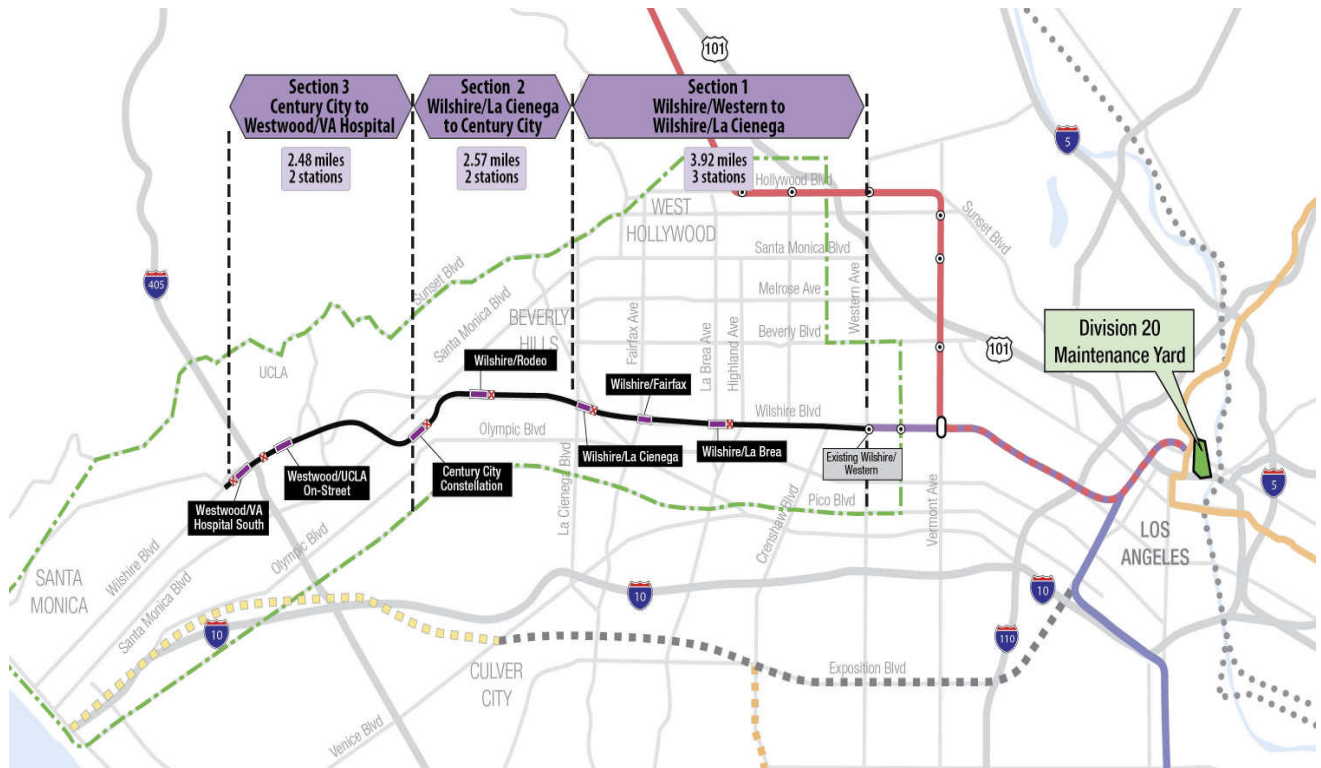 101
Section 3
Century City to
Westwood/VA Hospital
Section 2
Wilshire/La Cienega
to Century City
Section 1
Wilshire/Western to
Wilshire/La Cienega
5
2.48 miles
2 stations
2.57 miles
2 stations
3.92 miles
3 stations
Hollywood Blvd
WEST
HOLLYWOOD
Sunset Blvd
Santa Monica Blvd
405
Sunset Blvd
Santa Monica Blvd
Melrose Ave
Western Ave
BEVERLY
HILLS
Fairfax Ave
La Brea Ave
Highland Ave
Beverly Blvd
101
Division 20
Maintenance Yard
UCLA
Wilshire/Rodeo
Wilshire/Fairfax
Wilshire Blvd
Olympic Blvd
Wilshire/La Cienega
Wilshire/La Brea
Existing Wilshire/
Western
Westwood/UCLA
On-Street
Century City
Constellation
La Cienega Blvd
5
Westwood/VA
Hospital South
Pico Blvd
Crenshaw Blvd
Vermont Ave
LOS
ANGELES
Wilshire Blvd
Olympic Blvd
SANTA
MONICA
Santa Monica Blvd
10
10
10
110
CULVER
CITY
Exposition Blvd
Venice Blvd